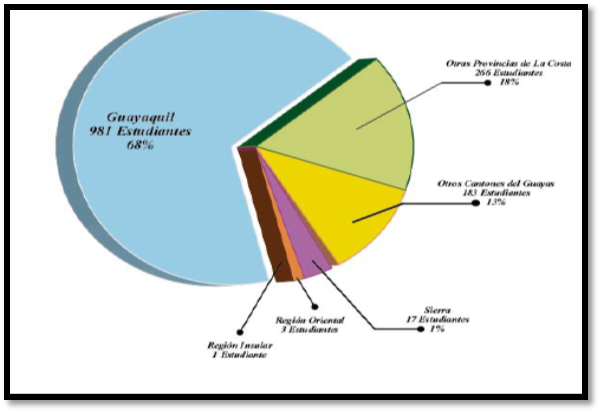 Guayaquil
981 Estudiantes
68%
Otras Provincias de La Costa
266 Estudiantes
18%
Otros Cantones del Guayas
183 Estudiantes
13%
Sierra
17 Estudiantes
1%
Región Oriental
3 Estudiantes
Región Insular
1 Estudiante